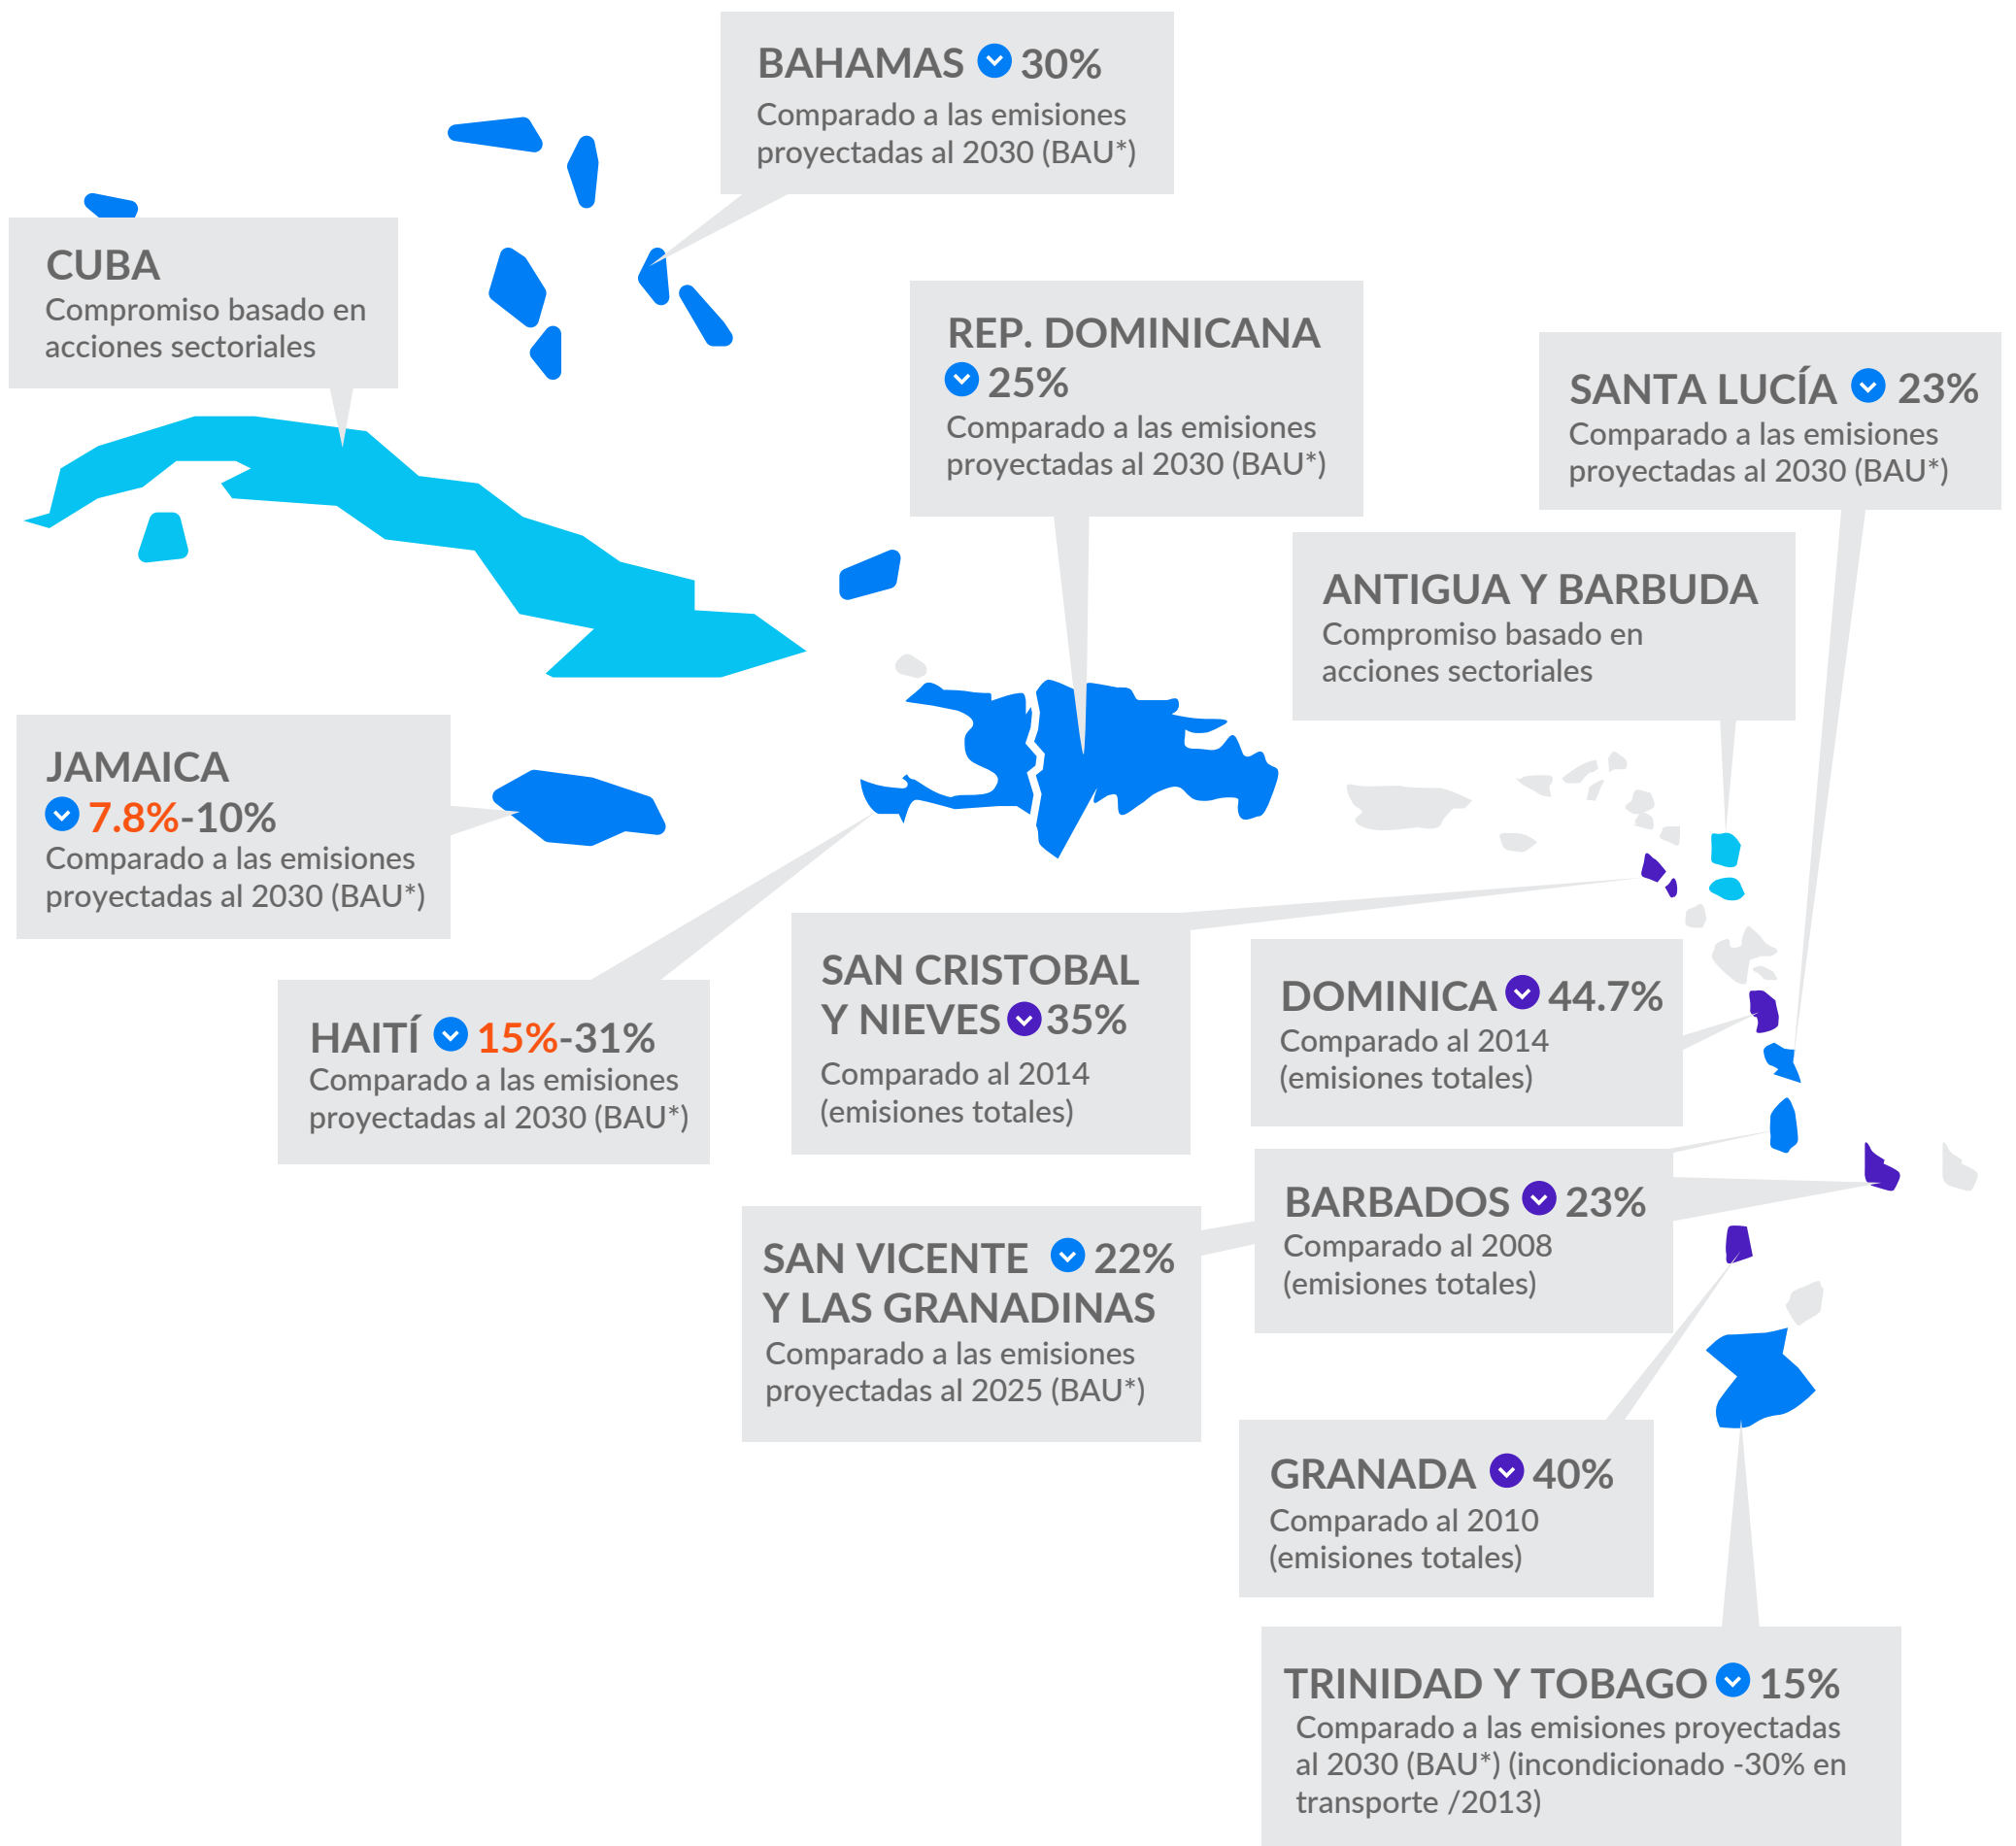 BAHAMAS 30%
Comparado a las emisiones
proyectadas al 2030 (BAU*)
CUBA
Compromiso basado en
acciones sectoriales
REP. DOMINICANA
25%
Comparado a las emisiones
proyectadas al 2030 (BAU*)
SANTA LUCÍA 23%
Comparado a las emisiones
proyectadas al 2030 (BAU*)
ANTIGUA Y BARBUDA
Compromiso basado en
acciones sectoriales
JAMAICA
7.8%-10%
Comparado a las emisiones
proyectadas al 2030 (BAU*)
HAITÍ 15%-31%
Comparado a las emisiones
proyectadas al 2030 (BAU*)
SAN CRISTOBAL
Y NIEVES 35%
Comparado al 2014
(emisiones totales)
DOMINICA 44.7%
Comparado al 2014
(emisiones totales)
BARBADOS 23%
Comparado al 2008
(emisiones totales)
SAN VICENTE 22%
Y LAS GRANADINAS
Comparado a las emisiones
proyectadas al 2025 (BAU*)
GRANADA 40%
Comparado al 2010
(emisiones totales)
TRINIDAD Y TOBAGO 15%
Comparado a las emisiones proyectadas
al 2030 (BAU*) (incondicionado -30% en
transporte /2013)